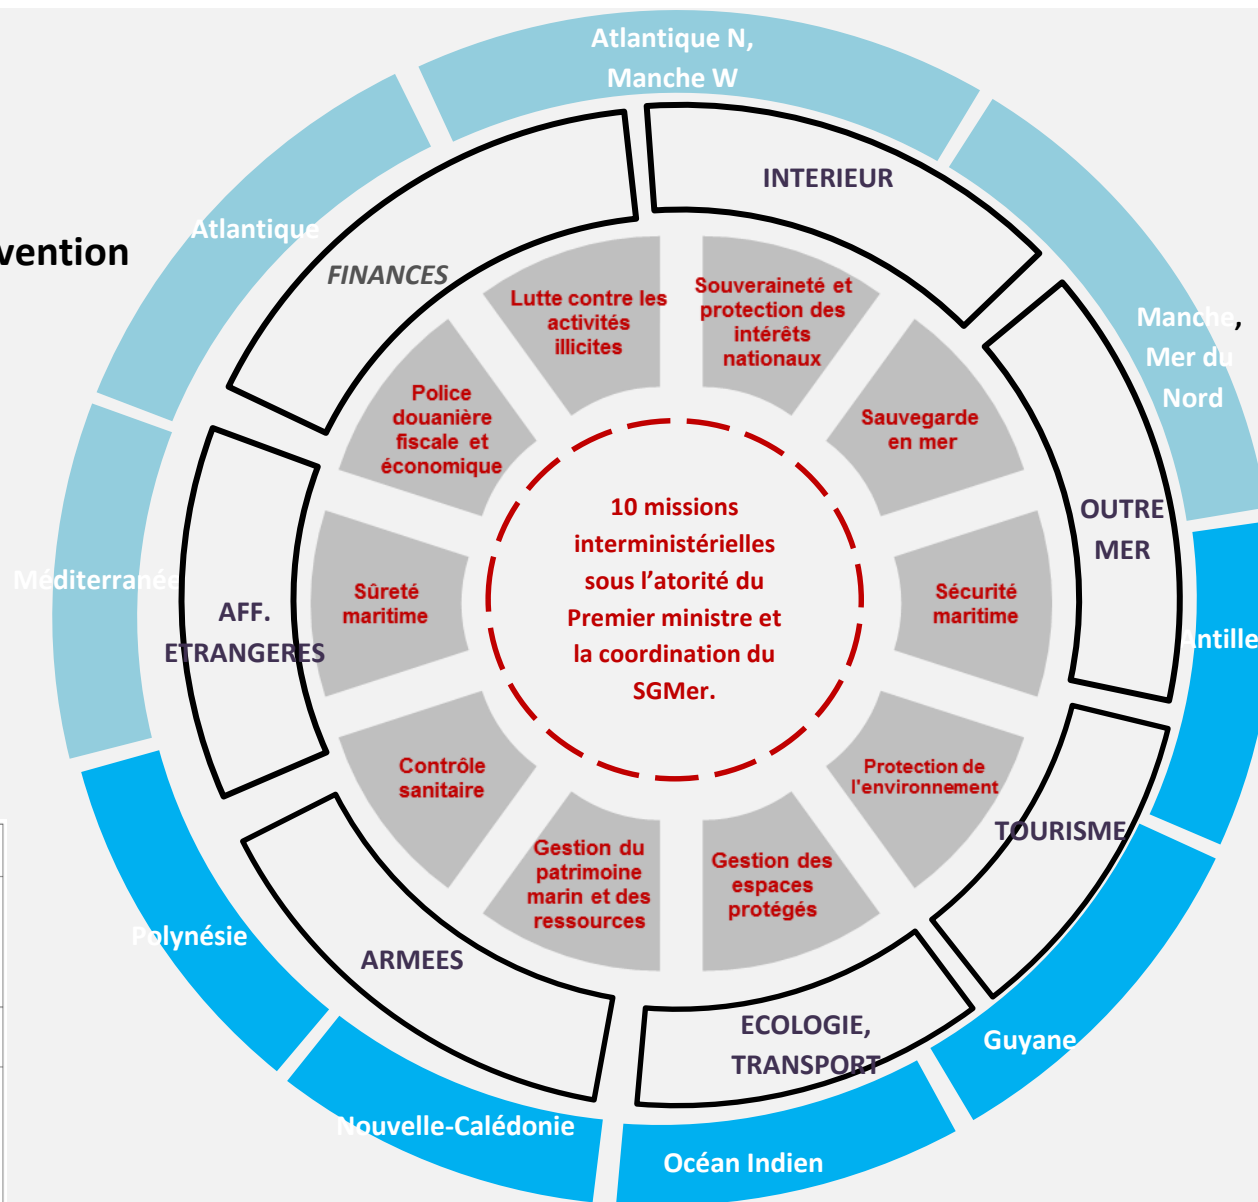 Atlantique N,
Manche W
INTERIEUR
Atlantique
vention
FINANCES
Lutte contre les
activités
illicites
Souveraineté et
protection des
intérêts
nationaux
Manche,
Mer du
Nord
Police
douanière
fiscale et
économique
Sauvegarde
en mer
10 missions
interministérielles
sous l'atorité du
Premier ministre et
la coordination du
SGMer.
OUTRE
MER
Méditerranée
AFF.
ETRANGERES
Sûreté
maritime
Sécurité
maritime
Antille
Contrôle
sanitaire
Protection de
l'environnement
TOURISME
Gestion du
patrimoine
marin et des
ressources
Gestion des
espaces
protégés
Polynésie
ARMEES
ECOLOGIE,
TRANSPORT
Guyane
Nouvelle-Calédonie
Océan Indien